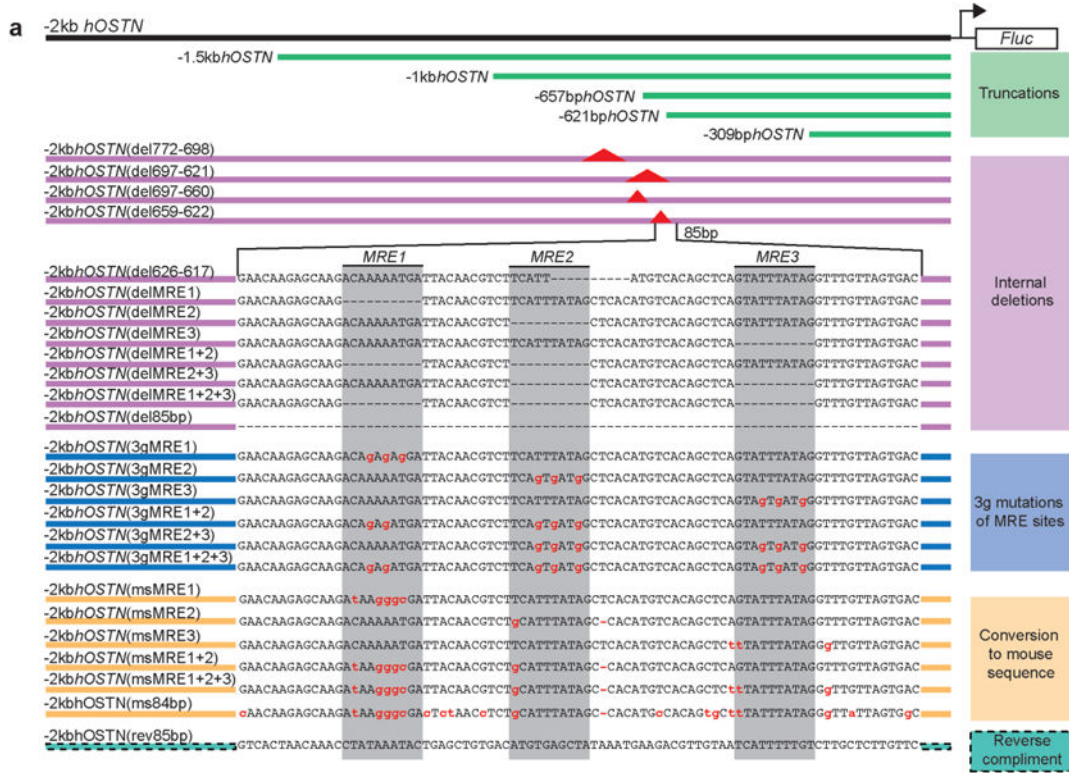 a
-2kb hOSTN
Fluc
-1.5kbhOSTN
-1kbhOSTN
-657bphOSTN
-621bphOSTN
-309bphOSTN
Truncations
-2kbhOSTN(del772-698)
-2kbhOSTN(del697-621)
-2kbhOSTN(del697-660)
-2kbhOSTN(del659-622)
85bp
MRE1 MRE2 MRE3
-2kbhOSTN(del626-617)
GAACAAGAGCAAGACAAAAATGATTACAACGTCTTCATT----------ATGTCACAGCTCAGTATTTATAGGTTTGTTAGTGAC
-2kbhOSTN(delMRE1)
GAACAAGAGCAAG----------TTACAACGTCTTCATTTATAGCTCACATGTCACAGCTCAGTATTTATAGGTTTGTTAGTGAC
-2kbhOSTN(delMRE2)
GAACAAGAGCAAGACAAAAATGATTACAACGTCT----------CTCACATGTCACAGCTCAGTATTTATAGGTTTGTTAGTGAC
-2kbhOSTN(delMRE3)
GAACAAGAGCAAGACAAAAATGATTACAACGTCTTCATTTATAGCTCACATGTCACAGCTCA----------GTTTGTTAGTGAC
-2kbhOSTN(delMRE1+2)
GAACAAGAGCAAG----------TTACAACGTCT----------CTCACATGTCACAGCTCAGTATTTATAGGTTTGTTAGTGAC
-2kbhOSTN(delMRE2+3)
GAACAAGAGCAAGACAAAAATGATTACAACGTCT----------CTCACATGTCACAGCTCA----------GTTTGTTAGTGAC
-2kbhOSTN(delMRE1+2+3)
GAACAAGAGCAAG----------TTACAACGTCT----------CTCACATGTCACAGCTCA----------GTTTGTTAGTGAC
-2kbhOSTN(del85bp)
-------------------------------------------------------------------------------------
Internal
deletions
-2kbhOSTN(3gMRE1)
GAACAAGAGCAAGACAgAgAgGATTACAACGTCTTCATTTATAGCTCACATGTCACAGCTCAGTATTTATAGGTTTGTTAGTGAC
-2kbhOSTN(3gMRE2)
GAACAAGAGCAAGACAAAAATGATTACAACGTCTTCAgTgATgGCTCACATGTCACAGCTCAGTATTTATAGGTTTGTTAGTGAC
-2kbhOSTN(3gMRE3)
GAACAAGAGCAAGACAAAAATGATTACAACGTCTTCATTTATAGCTCACATGTCACAGCTCAGTAgTgATgGGTTTGTTAGTGAC
-2kbhOSTN(3gMRE1+2)
GAACAAGAGCAAGACAgAgATGATTACAACGTCTTCAgTgATgGCTCACATGTCACAGCTCAGTATTTATAGGTTTGTTAGTGAC
-2kbhOSTN(3gMRE2+3)
GAACAAGAGCAAGACAAAAATGATTACAACGTCTTCAgTgATgGCTCACATGTCACAGCTCAGTAgTgATgGGTTTGTTAGTGAC
-2kbhOSTN(3gMRE1+2+3)
GAACAAGAGCAAGACAgAgATGATTACAACGTCTTCAgTgATgGCTCACATGTCACAGCTCAGTAgTgATgGGTTTGTTAGTGAC
3g mutations
of MRE sites
-2kbhOSTN(msMRE1)
GAACAAGAGCAAGAtAAgggcGATTACAACGTCTTCATTTATAGCTCACATGTCACAGCTCAGTATTTATAGGTTTGTTAGTGAC
-2kbhOSTN(msMRE2)
GAACAAGAGCAAGACAAAAATGATTACAACGTCTgCATTTATAGC-CACATGTCACAGCTCAGTATTTATAGGTTTGTTAGTGAC
-2kbhOSTN(msMRE3)
GAACAAGAGCAAGACAAAAATGATTACAACGTCTTCATTTATAGCTCACATGTCACAGCTCttTATTTATAGGgTTGTTAGTGAC
-2kbhOSTN(msMRE1+2)
GAACAAGAGCAAGAtAAgggcGATTACAACGTCTgCATTTATAGC-CACATGTCACAGCTCAGTATTTATAGGTTTGTTAGTGAC
-2kbhOSTN(msMRE1+2+3)
GAACAAGAGCAAGAtAAgggcGATTACAACGTCTgCATTTATAGC-CACATGTCACAGCTCttTATTTATAGGgTTGTTAGTGAC
-2kbhOSTN(ms84bp)
cAACAAGAGCAAGAtAAgggcGAcTctAACcTCTgCATTTATAGC-CACATGcCACAGtgCttTATTTATAGGgTTaTTAGTGgC
Conversion
to mouse
sequence
-2kbhOSTN(rev85bp)
GTCACTAACAAACCTATAAATACTGAGCTGTGACATGTGAGCTATAAATGAAGACGTTGTAATCATTTTTGTCTTGCTCTTGTTC
Reverse
compliment